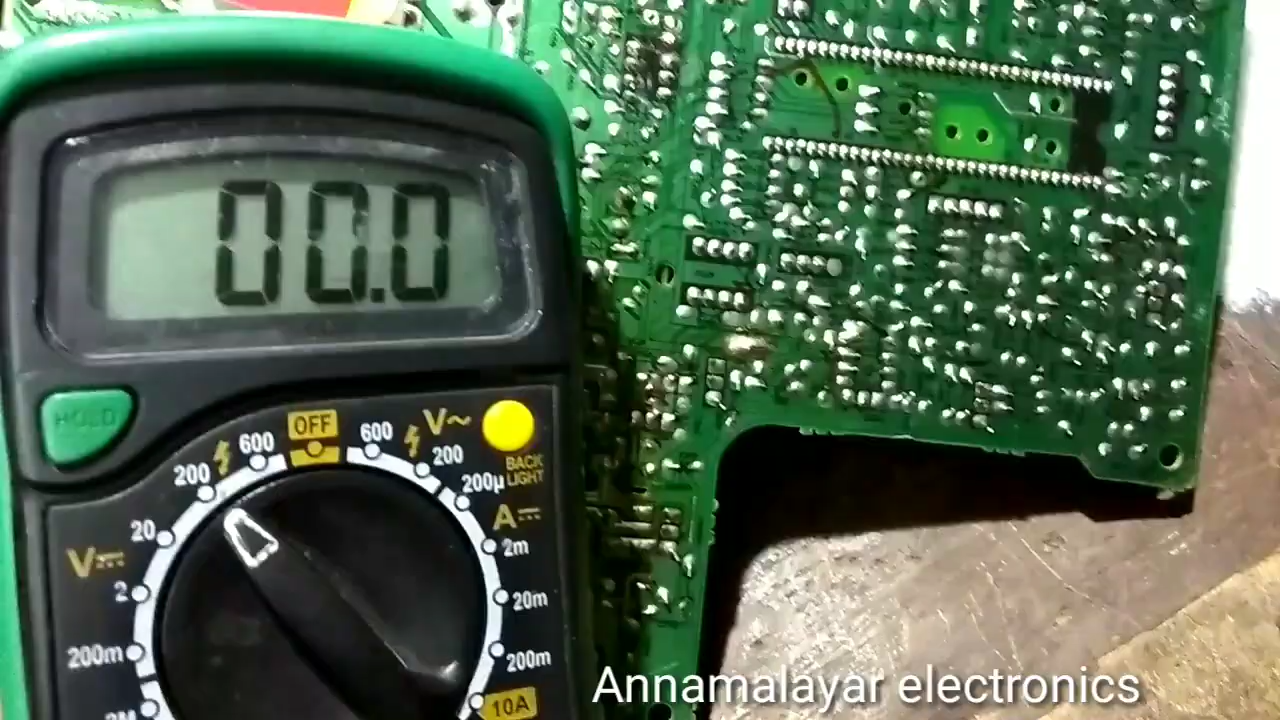 00.0
HOLD
OFF
600
600
V~
200
200
BACK
LIGHT
200µ
A⎓
20
2m
V⎓
2
20m
200m
200m
10A
Annamalayar electronics